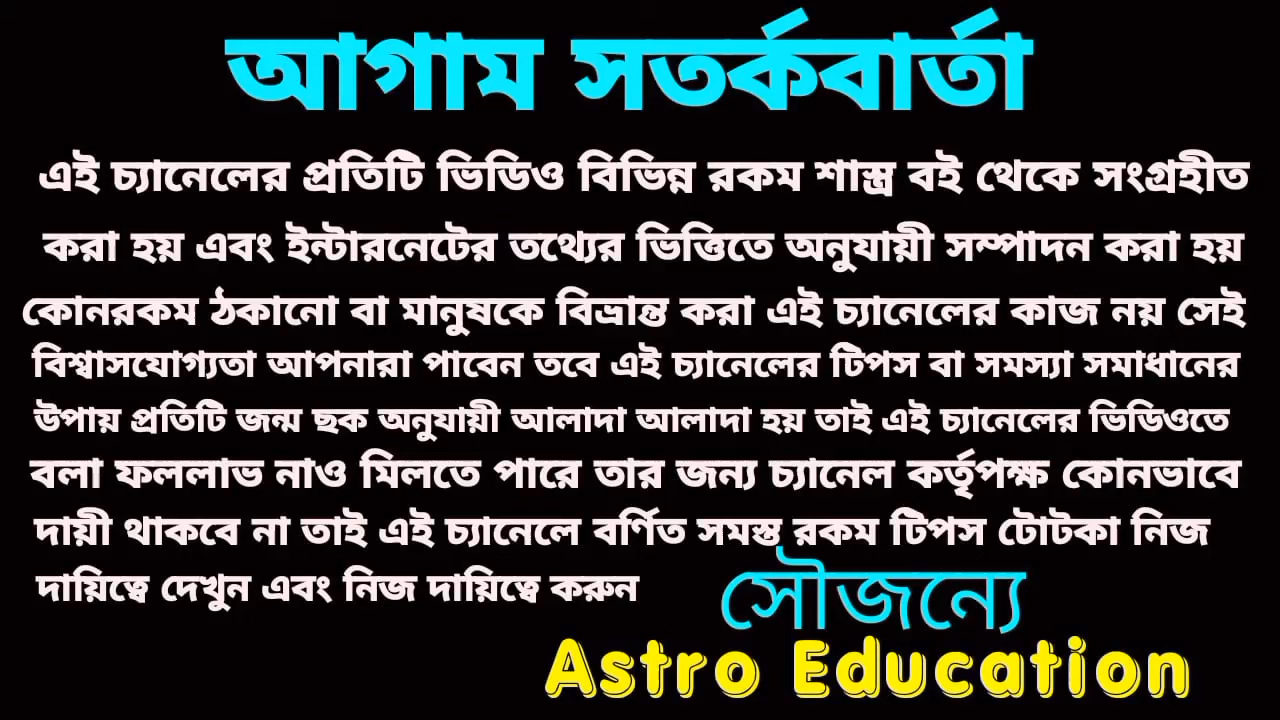 আগাম সতর্কবার্তা
এই চ্যানেলের প্রতিটি ভিডিও বিভিন্ন রকম শাস্ত্র বই থেকে সংগ্রহীত
করা হয় এবং ইন্টারনেটের তথ্যের ভিত্তিতে অনুযায়ী সম্পাদন করা হয়
কোনরকম ঠকানো বা মানুষকে বিভ্রান্ত করা এই চ্যানেলের কাজ নয় সেই
বিশ্বাসযোগ্যতা আপনারা পাবেন তবে এই চ্যানেলের টিপস বা সমস্যা সমাধানের
উপায় প্রতিটি জন্ম ছক অনুযায়ী আলাদা আলাদা হয় তাই এই চ্যানেলের ভিডিওতে
বলা ফললাভ নাও মিলতে পারে তার জন্য চ্যানেল কর্তৃপক্ষ কোনভাবে
দায়ী থাকবে না তাই এই চ্যানেলে বর্ণিত সমস্ত রকম টিপস টোটকা নিজ
দায়িত্বে দেখুন এবং নিজ দায়িত্বে করুন
সৌজন্যে
Astro Education